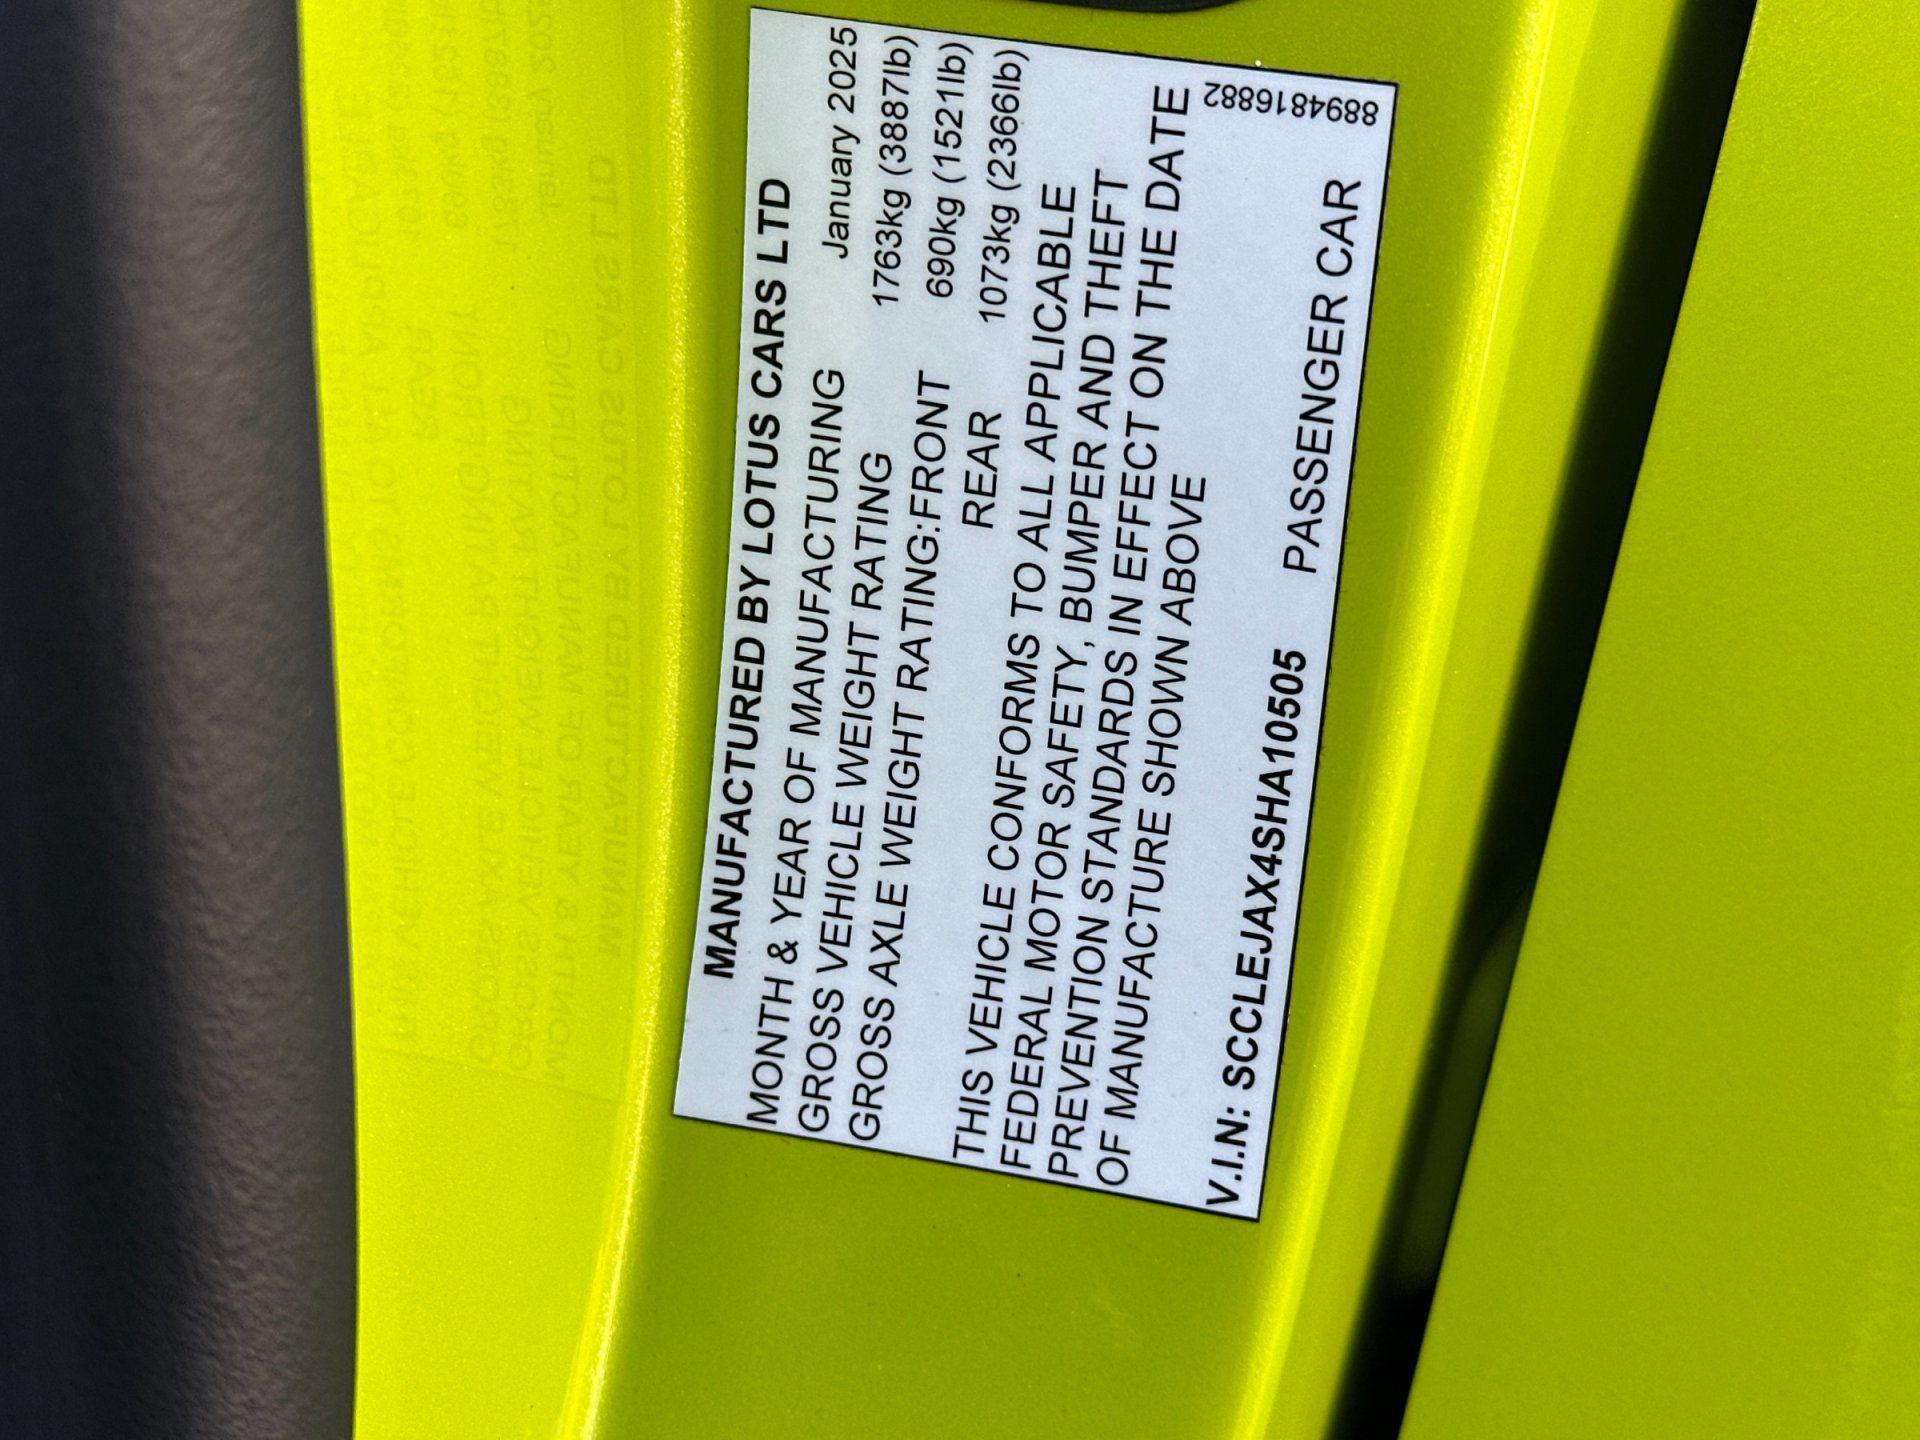 MANUFACTURED BY LOTUS CARS LTD
MONTH & YEAR OF MANUFACTURING January 2025
GROSS VEHICLE WEIGHT RATING 1763kg (3887lb)
GROSS AXLE WEIGHT RATING:FRONT 690kg (1521lb)
REAR 1073kg (2366lb)
THIS VEHICLE CONFORMS TO ALL APPLICABLE
FEDERAL MOTOR SAFETY, BUMPER AND THEFT
PREVENTION STANDARDS IN EFFECT ON THE DATE
OF MANUFACTURE SHOWN ABOVE
V.I.N: SCCLEJAX4SHA10505 PASSENGER CAR
8894816882